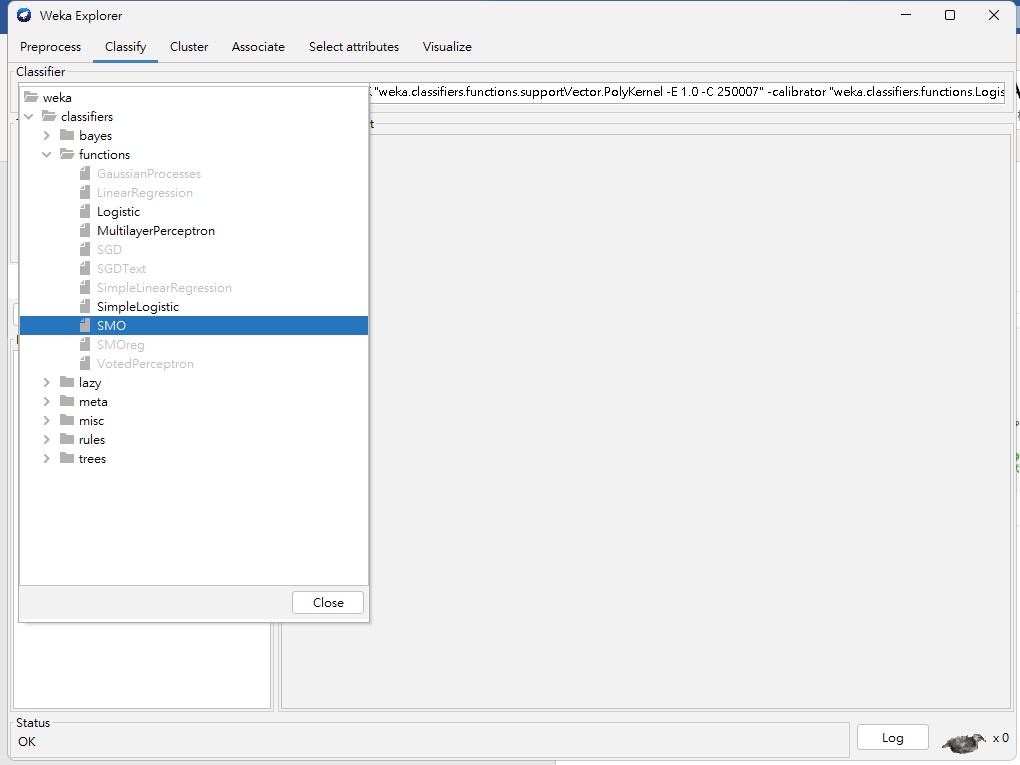 Weka Explorer
Preprocess Classify Cluster Associate Select attributes Visualize
Classifier
"weka.classifiers.functions.supportVector.PolyKernel -E 1.0 -C 250007" -calibrator "weka.classifiers.functions.Logis
weka
classifiers
bayes
functions
GaussianProcesses
LinearRegression
Logistic
MultilayerPerceptron
SGD
SGDText
SimpleLinearRegression
SimpleLogistic
SMO
SMOreg
VotedPerceptron
lazy
meta
misc
rules
trees
Close
Status
OK
Log
x 0